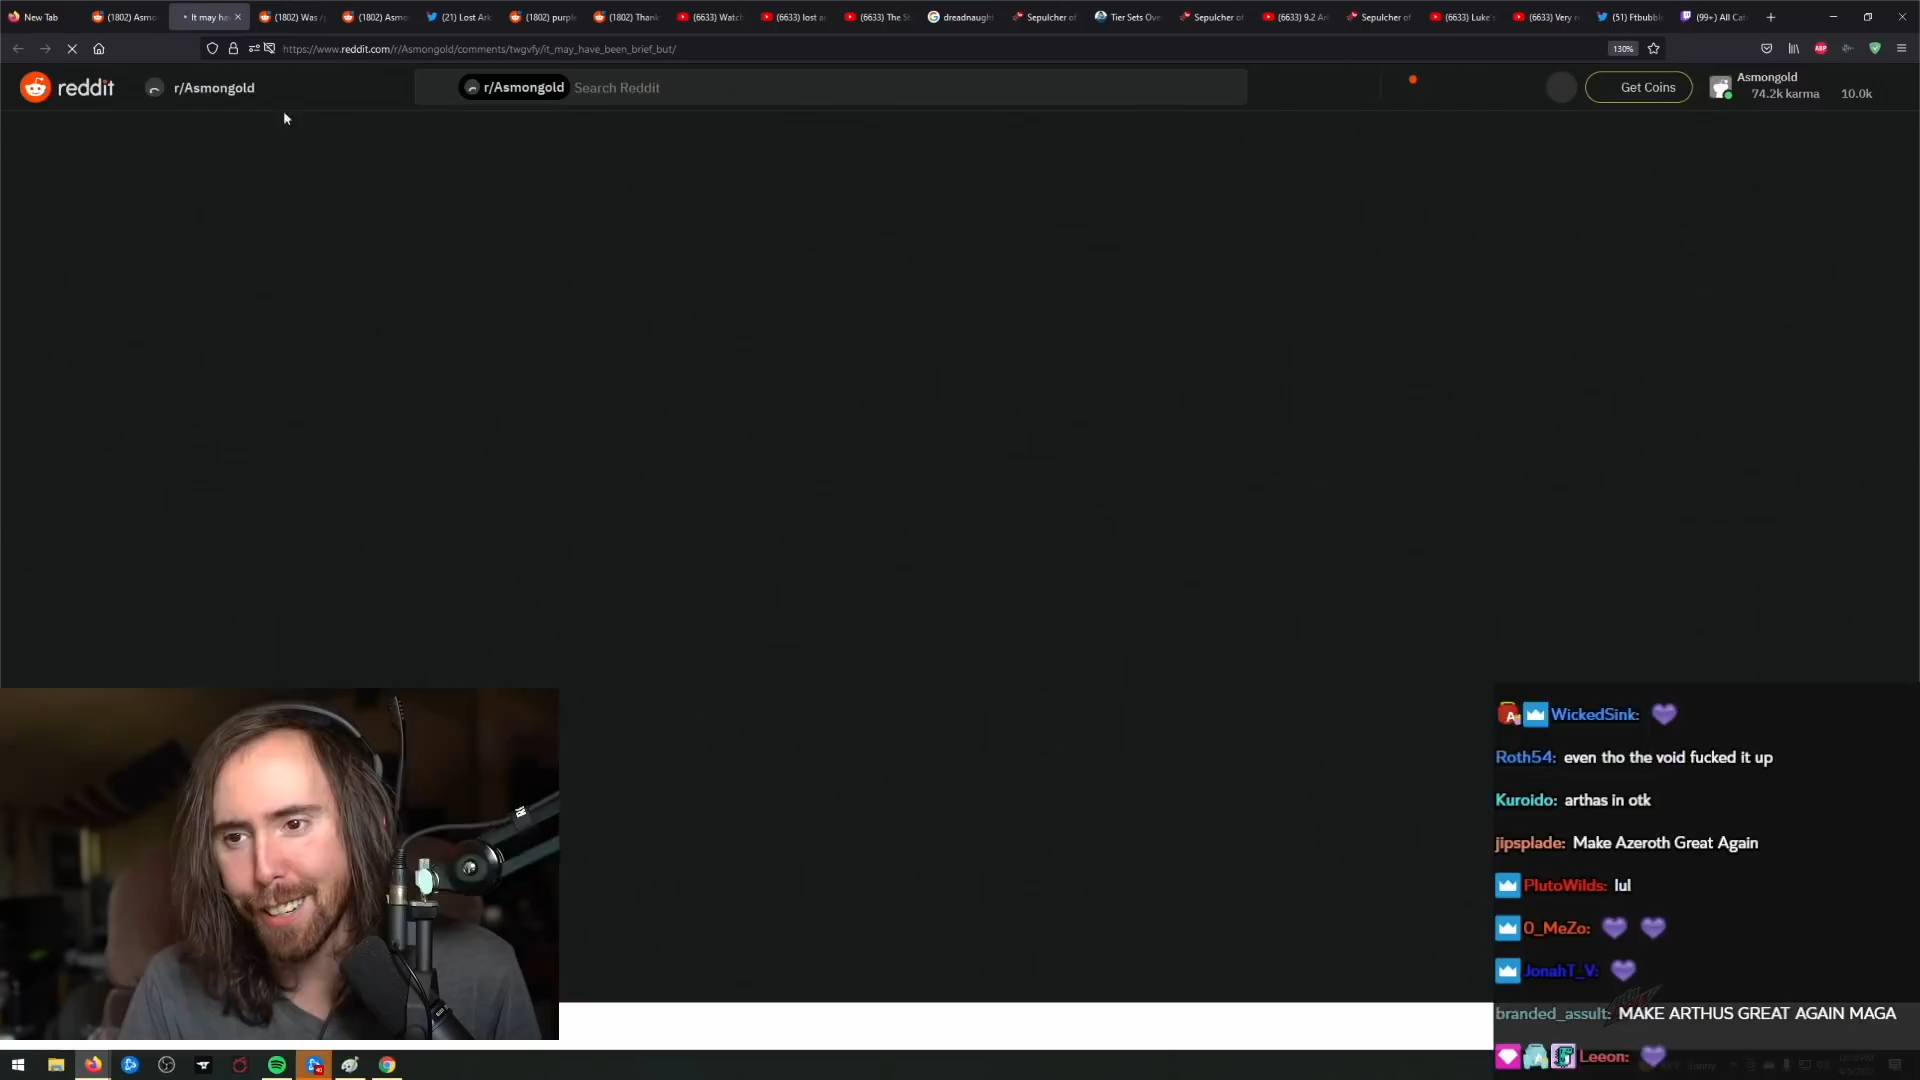 New Tab
(1802) Asmo
It may ha
(1802) Was
(1802) Asmo
(21) Lost Ark
(1802) purple
(1802) Thank
(6633) Watch
(6633) lost a
(6633) The S
dreadnaught
Sepulcher of
Tier Sets Ove
Sepulcher of
(6633) 9.2 A
Sepulcher of
(6633) Luke's
(6633) Very
(51) Ftbubbl
(99+) All Cat
https://www.reddit.com/r/Asmongold/comments/twgvfy/it_may_have_been_brief_but/
130%
ABP
reddit
r/Asmongold
r/Asmongold
Search Reddit
Get Coins
Asmongold
74.2k karma
10.0k
WickedSink:
Roth54: even tho the void fucked it up
Kuroido: arthas in otk
jipsplade: Make Azeroth Great Again
PlutoWilds: lul
O_MeZo:
JonahT_V:
branded_assult: MAKE ARTHUS GREAT AGAIN MAGA
Leeon: